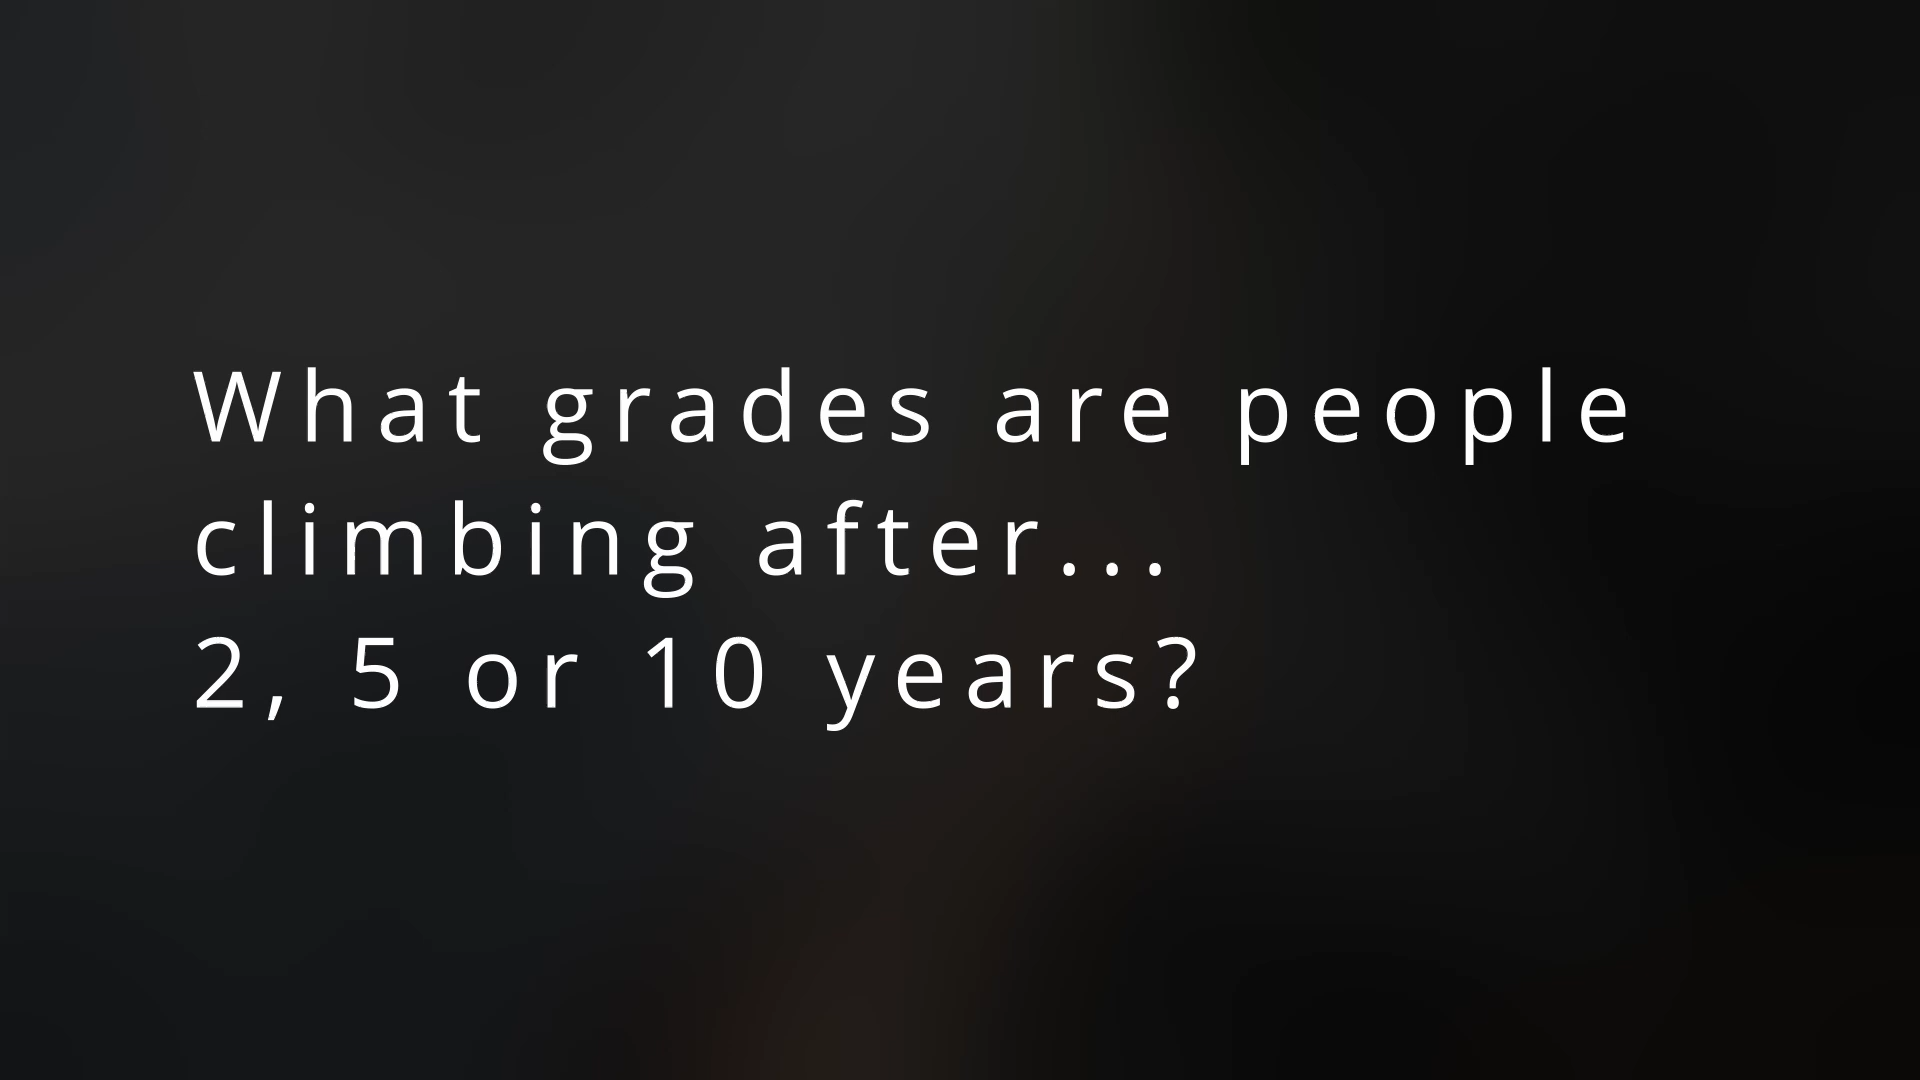 What grades are people
climbing after...
2, 5 or 10 years?